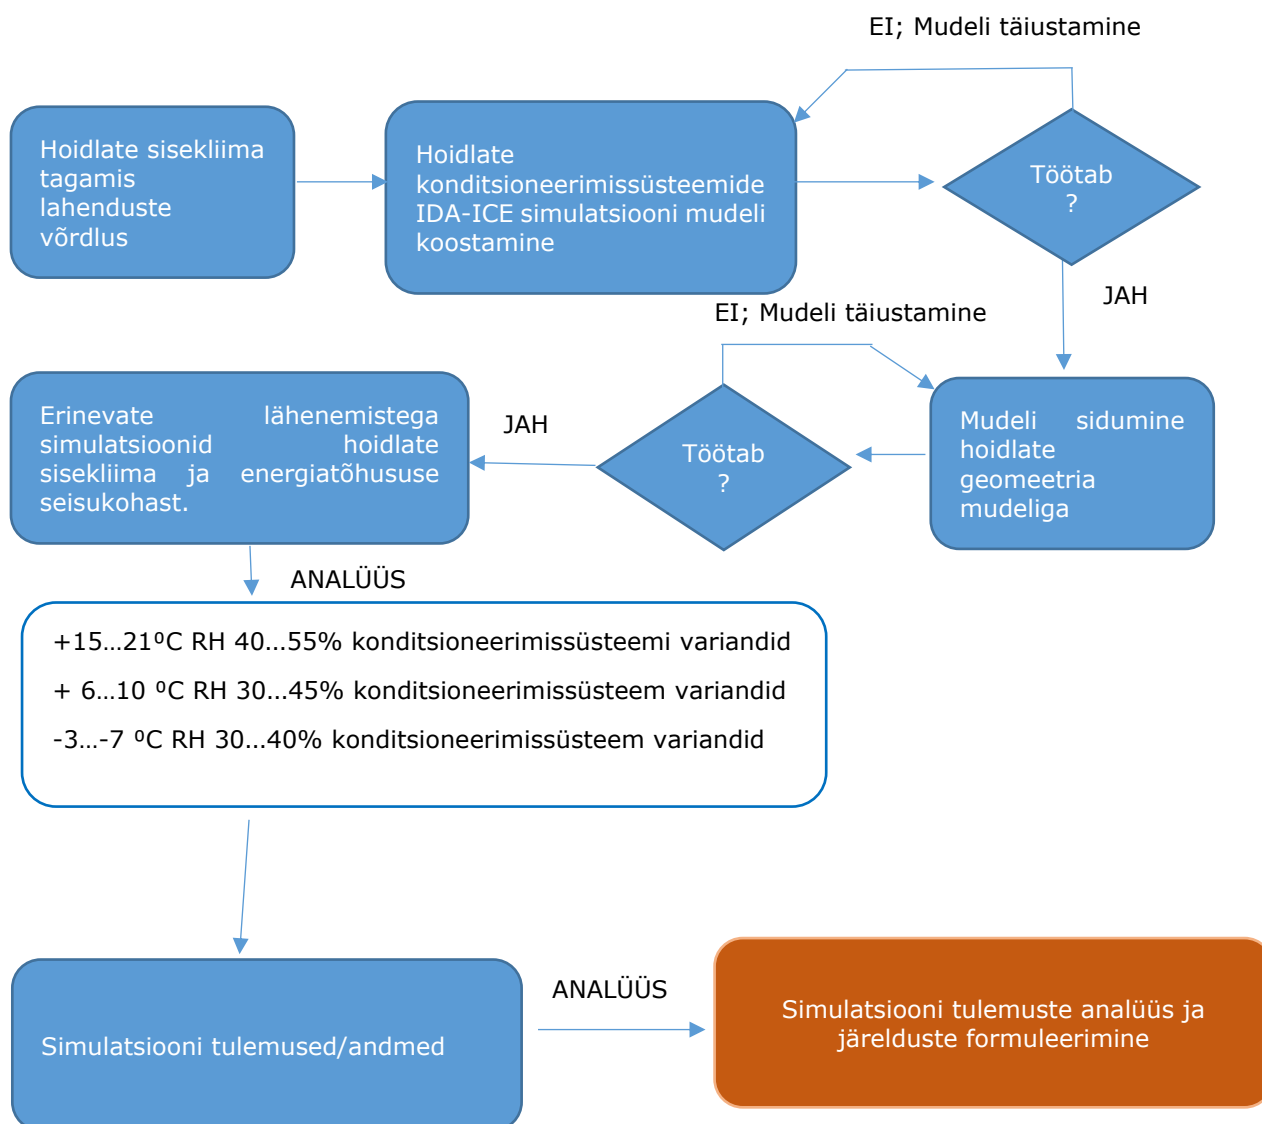 EI; Mudeli täiustamine
Hoidlate sisekliima
tagamis
lahenduste
võrdlus
Hoidlate
konditsioneerimissüsteemide
IDA-ICE simulatsiooni mudeli
koostamine
Töötab
?
JAH
EI; Mudeli täiustamine
Mudeli sidumine
hoidlate
geomeetria
mudeliga
Töötab
?
JAH
Erinevate lähenemistega
simulatsioonid hoidlate
sisekliima ja energiatõhususe
seisukohast.
ANALÜÜS
+15…21⁰C RH 40...55% konditsioneerimissüsteemi variandid
+ 6…10 ⁰C RH 30...45% konditsioneerimissüsteem variandid
-3…-7 ⁰C RH 30...40% konditsioneerimissüsteem variandid
Simulatsiooni tulemused/andmed
ANALÜÜS
Simulatsiooni tulemuste analüüs ja
järelduste formuleerimine